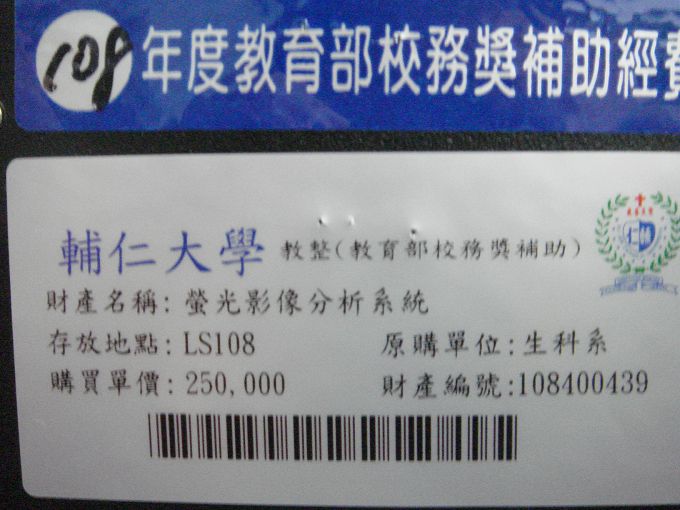 108年度教育部校務獎補助經費
輔仁大學 教整(教育部校務獎補助)
財產名稱: 螢光影像分析系統
存放地點: LS108 原購單位: 生科系
購買單價: 250,000 財產編號:108400439